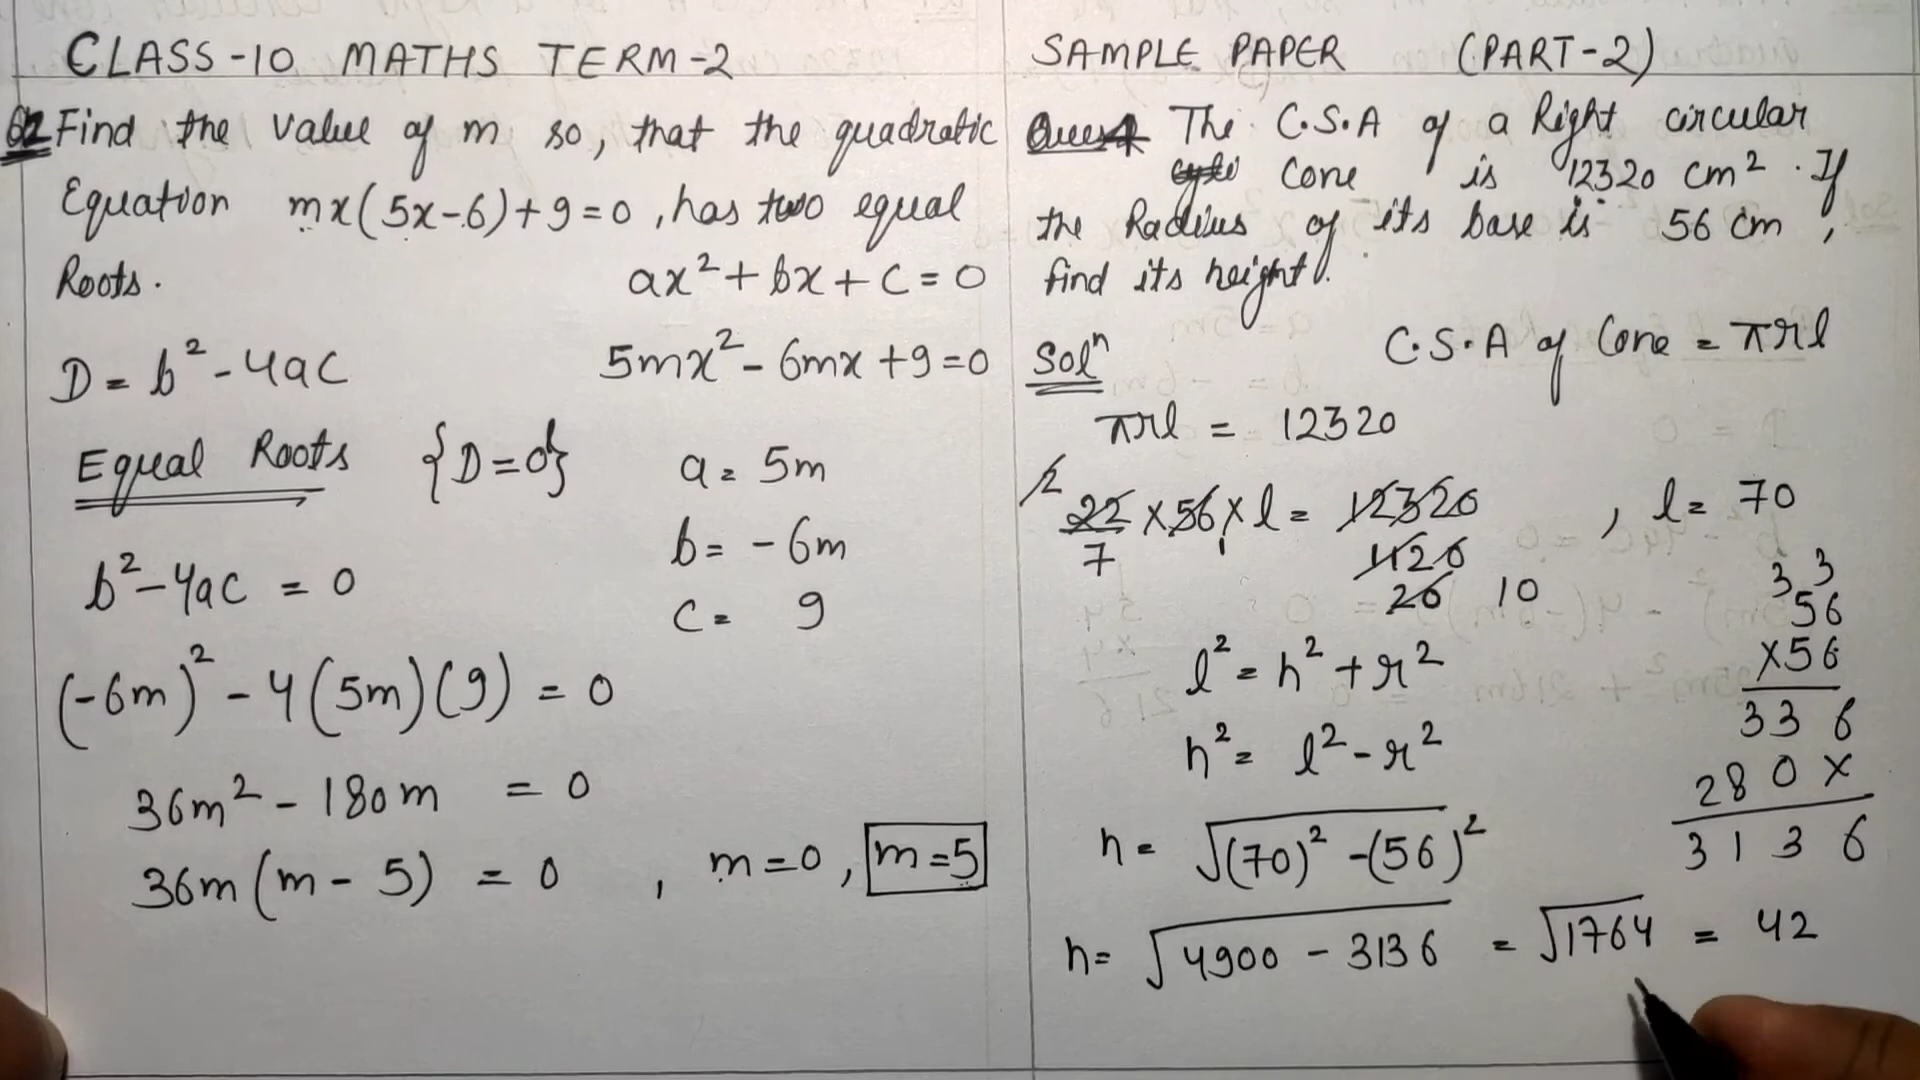 CLASS-10 MATHS TERM-2
Q2 Find the value of m so, that the quadratic
Equation mx(5x-6)+9=0, has two equal
Roots.
ax²+bx+c=0
D=b²-4ac
5mx²-6mx+9=0
Equal Roots {D=0}
a=5m
b=-6m
b²-4ac=0
c=9
(-6m)²-4(5m)(9)=0
36m²-180m=0
36m(m-5)=0, m=0, m=5
SAMPLE PAPER (PART-2)
The C.S.A of a Right circular
Cone is 12320 cm². If
the Radius of its base is 56 cm,
find its height.
Solⁿ C.S.A of Cone = πrl
πrl = 12320
22/7 ×56×l = 12320, l=70
2
1120
20 10
l²=h²+r²
h²=l²-r²
h=√(70)²-(56)²
h=√4900-3136 =√1764 = 42
3 3
56
×56
336
280×
3136